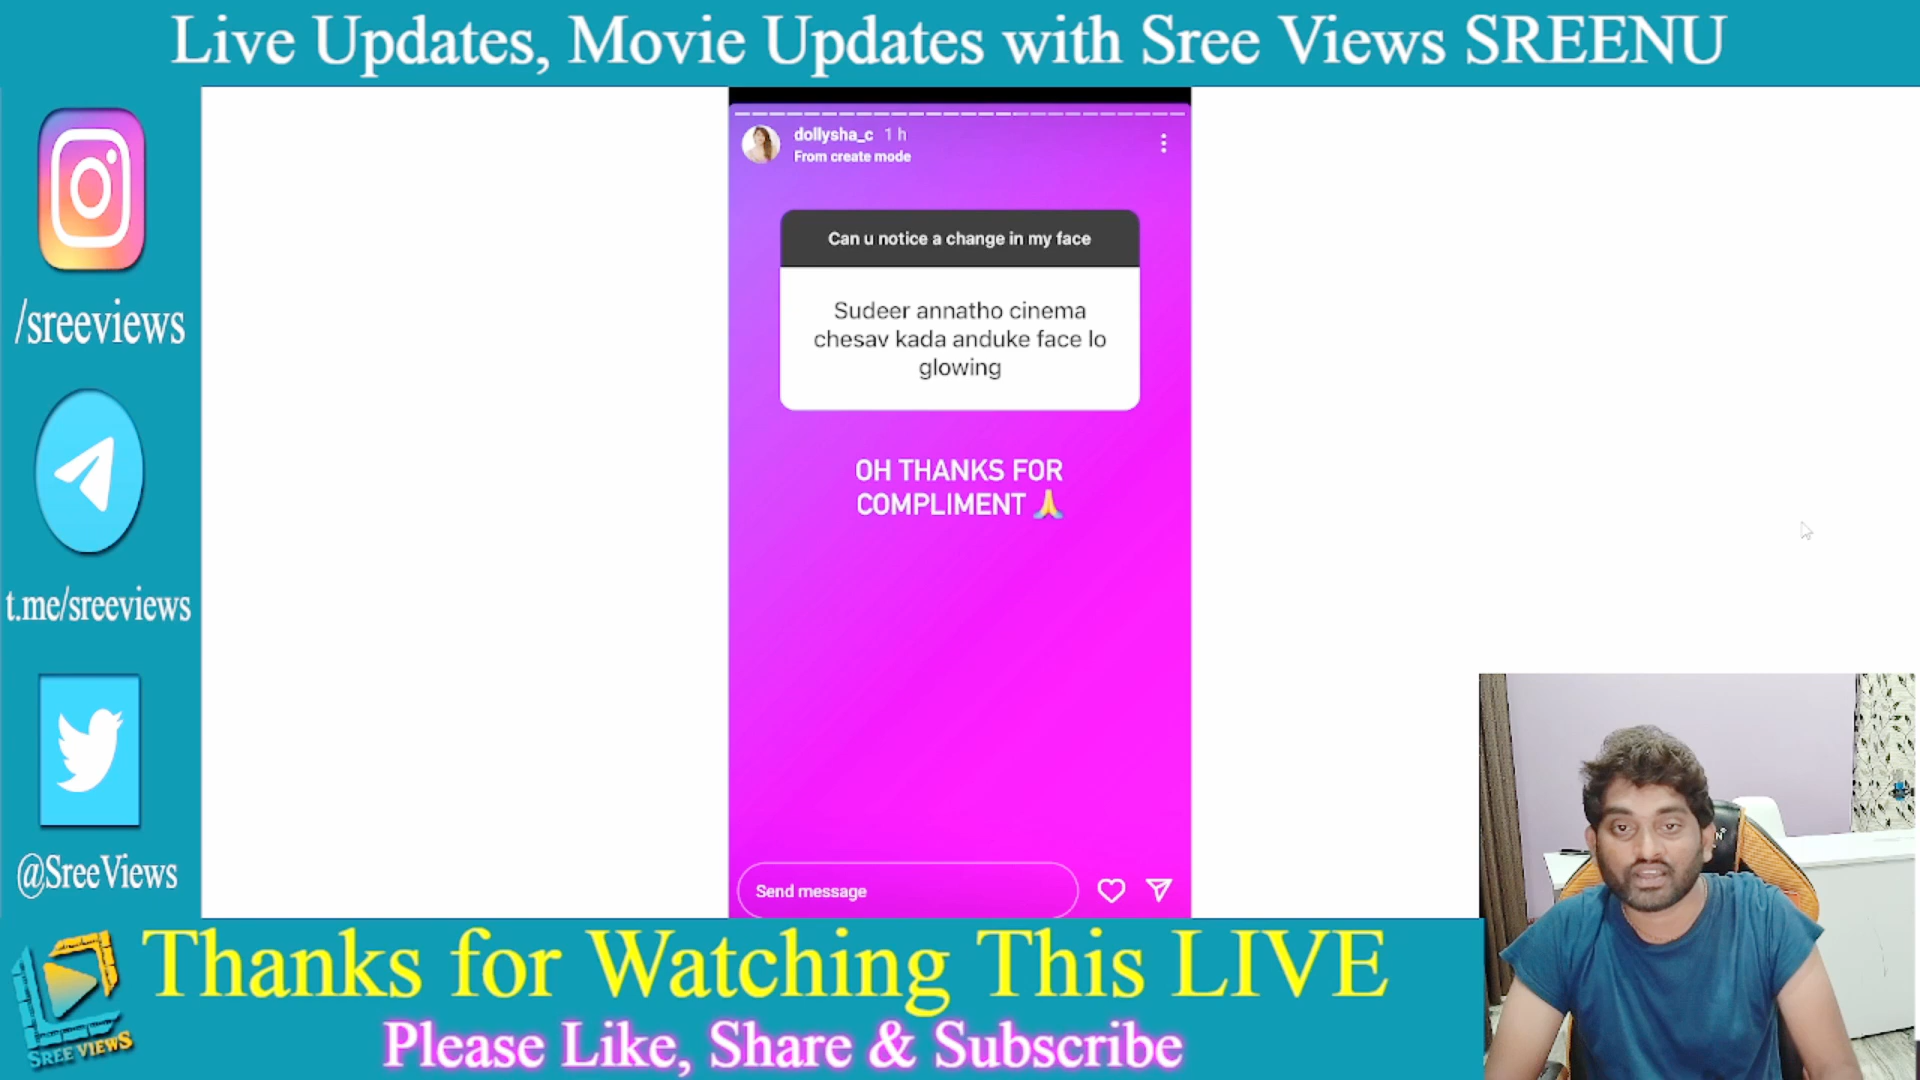 Live Updates, Movie Updates with Sree Views SREENU
/sreeviews
t.me/sreeviews
@SreeViews
dollysha_c 1 h
From create mode
Can u notice a change in my face
Sudeer annatho cinema
chesav kada anduke face lo
glowing
OH THANKS FOR
COMPLIMENT 🙏
Send message
SREE VIEWS
Thanks for Watching This LIVE
Please Like, Share & Subscribe